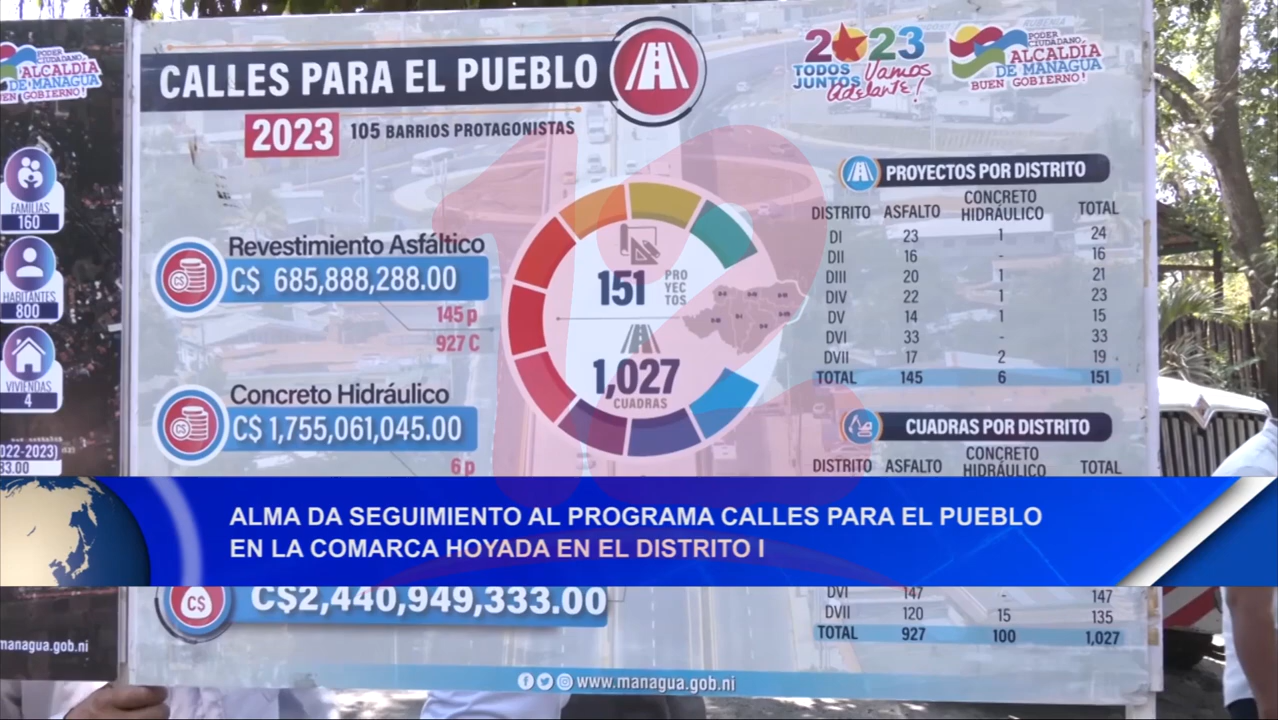 PODER
CIUDADANO
ALCALDÍA
DE MANAGUA
BUEN GOBIERNO!
FAMILIAS
160
HABITANTES
800
VIVIENDAS
4
022-2023)
83.00
managua.gob.ni
CALLES PARA EL PUEBLO
2023 105 BARRIOS PROTAGONISTAS
2023
TODOS
JUNTOS Vamos
Adelante!
PODER
CIUDADANO
ALCALDÍA
DE MANAGUA
BUEN GOBIERNO!
Revestimiento Asfáltico
C$ 685,888,288.00
145 p
927 C
Concreto Hidráulico
C$ 1,755,061,045.00
6 p
C$ C$2,440,949,333.00
151 PROYECTOS
1,027
CUADRAS
12
PROYECTOS POR DISTRITO
DISTRITO ASFALTO CONCRETO HIDRÁULICO TOTAL
DI 23 1 24
DII 16 - 16
DIII 20 1 21
DIV 22 1 23
DV 14 1 15
DVI 33 - 33
DVII 17 2 19
TOTAL 145 6 151
CUADRAS POR DISTRITO
DISTRITO ASFALTO CONCRETO HIDRÁULICO TOTAL
DVI 147 - 147
DVII 120 15 135
TOTAL 927 100 1,027
www.managua.gob.ni
ALMA DA SEGUIMIENTO AL PROGRAMA CALLES PARA EL PUEBLO
EN LA COMARCA HOYADA EN EL DISTRITO I